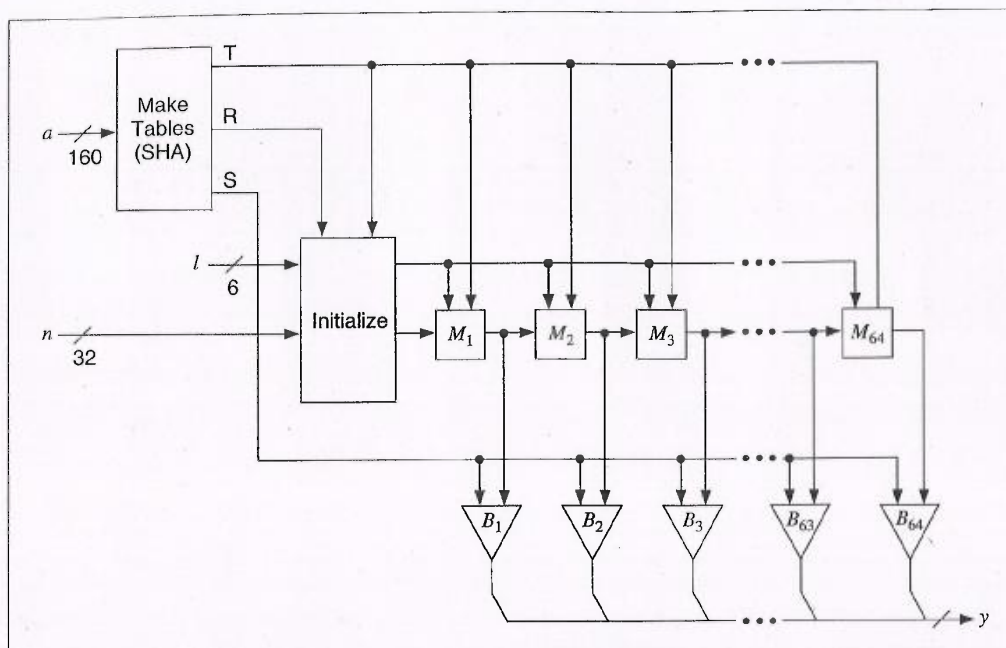 T
Make
Tables
(SHA)
a
160
R
S
l
6
Initialize
n
32
M1 M2 M3 M64
B1 B2 B3 B63 B64
y